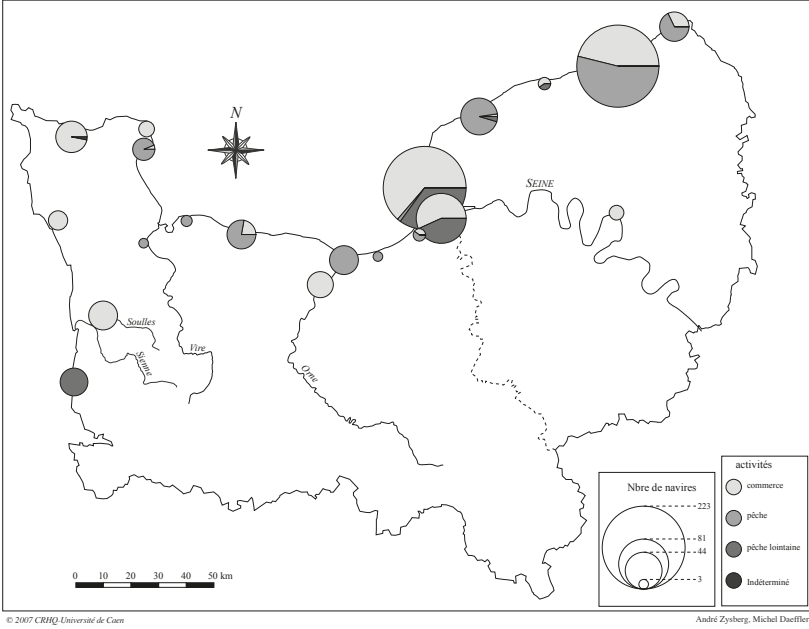 N
SEINE
Soulles
Sienne
Vire
Orne
0 10 20 30 40 50 km
Nbre de navires
223
81
44
3
activités
commerce
pêche
pêche lointaine
Indéterminé
© 2007 CRHQ-Université de Caen
André Zysberg, Michel Daeffler